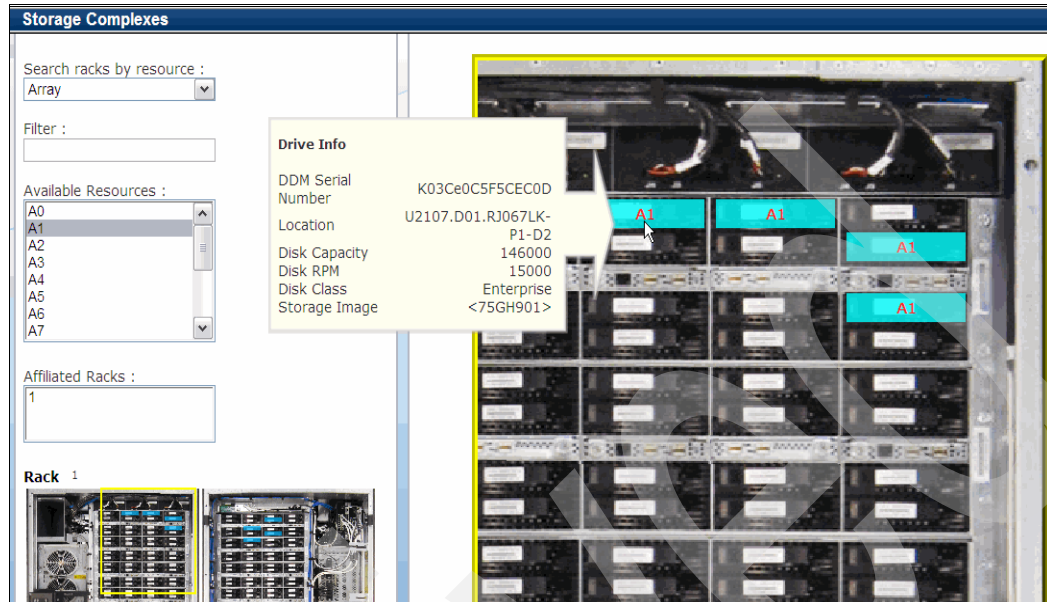 Storage Complexes
Search racks by resource :
Array
Filter :
Available Resources :
A0
A1
A2
A3
A4
A5
A6
A7
Affiliated Racks :
1
Rack 1
Drive Info
DDM Serial Number K03Ce0C5F5CEC0D
Location U2107.D01.RJ067LK-
P1-D2
Disk Capacity 146000
Disk RPM 15000
Disk Class Enterprise
Storage Image <75GH901>
A1 A1
A1
A1